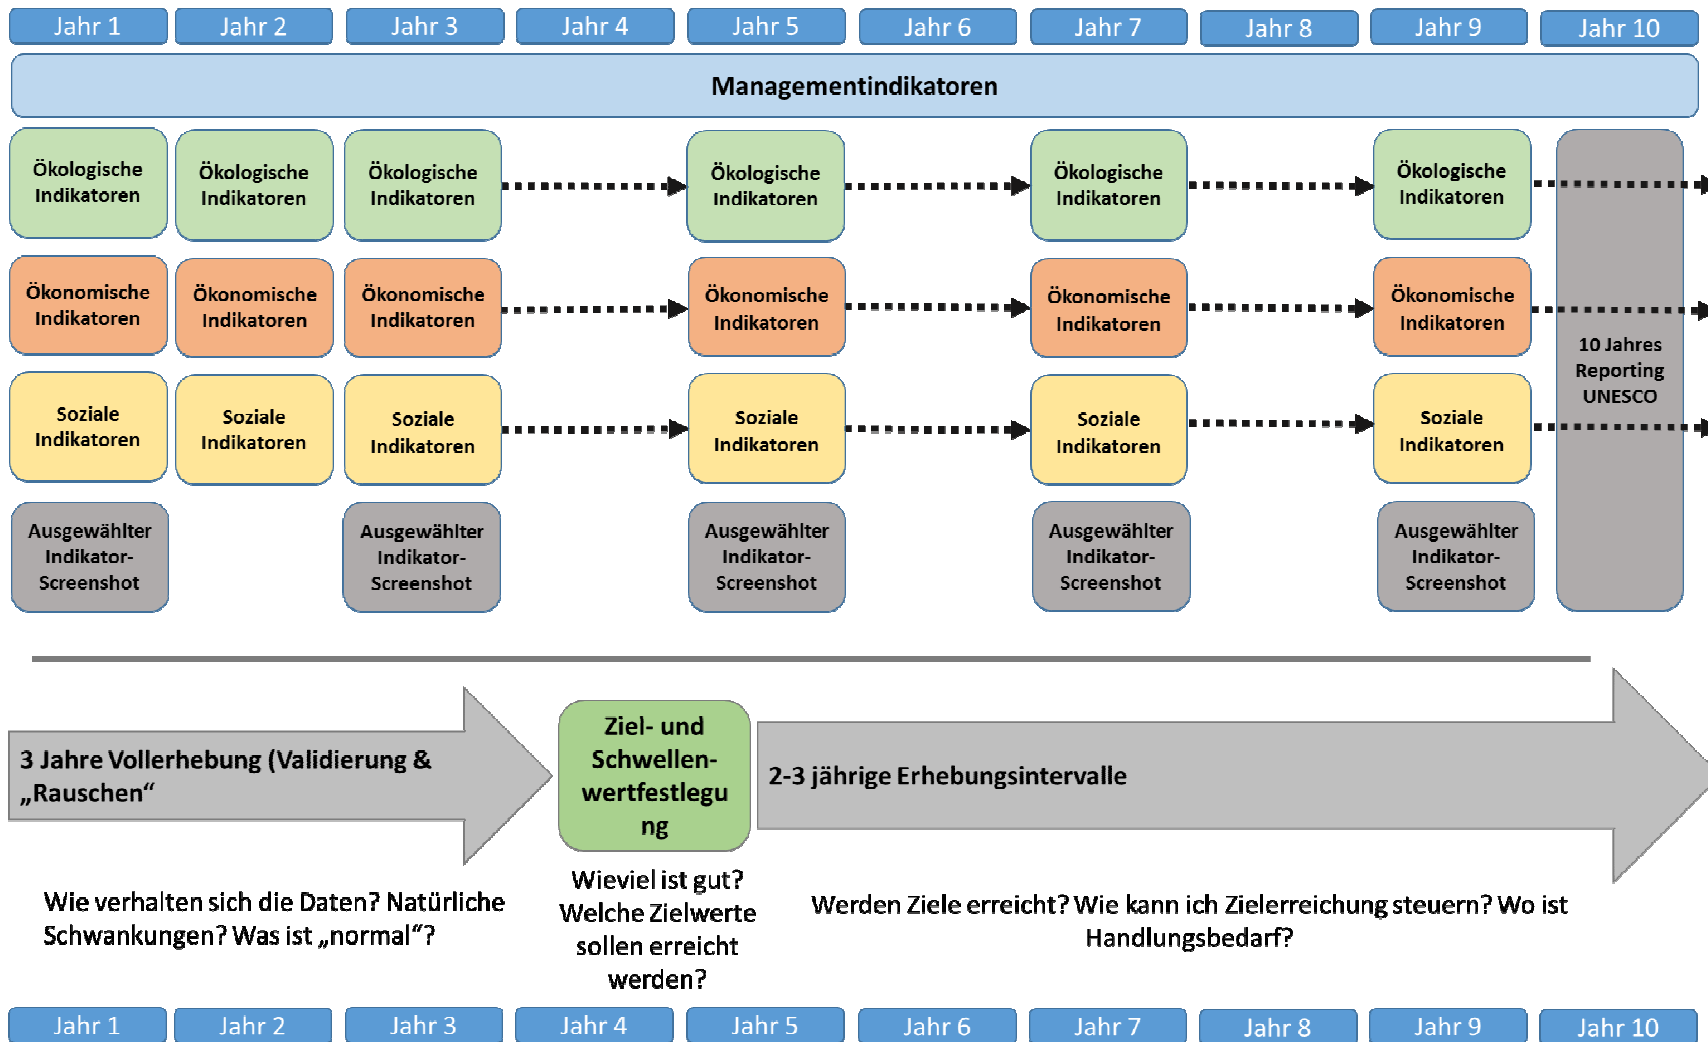 Jahr 1
Jahr 2
Jahr 3
Jahr 4
Jahr 5
Jahr 6
Jahr 7
Jahr 8
Jahr 9
Jahr 10
Managementindikatoren
Ökologische
Indikatoren
Ökologische
Indikatoren
Ökologische
Indikatoren
Ökologische
Indikatoren
Ökologische
Indikatoren
Ökologische
Indikatoren
Ökonomische
Indikatoren
Ökonomische
Indikatoren
Ökonomische
Indikatoren
Ökonomische
Indikatoren
Ökonomische
Indikatoren
Ökonomische
Indikatoren
10 Jahres
Reporting
UNESCO
Soziale
Indikatoren
Soziale
Indikatoren
Soziale
Indikatoren
Soziale
Indikatoren
Soziale
Indikatoren
Soziale
Indikatoren
Ausgewählter
Indikator-
Screenshot
Ausgewählter
Indikator-
Screenshot
Ausgewählter
Indikator-
Screenshot
Ausgewählter
Indikator-
Screenshot
Ausgewählter
Indikator-
Screenshot
3 Jahre Vollerhebung (Validierung &
„Rauschen“
Ziel- und
Schwellen-
wertfestlegu
ng
2-3 jährige Erhebungsintervalle
Wie verhalten sich die Daten? Natürliche
Schwankungen? Was ist „normal“?
Wieviel ist gut?
Welche Zielwerte
sollen erreicht
werden?
Werden Ziele erreicht? Wie kann ich Zielerreichung steuern? Wo ist
Handlungsbedarf?
Jahr 1
Jahr 2
Jahr 3
Jahr 4
Jahr 5
Jahr 6
Jahr 7
Jahr 8
Jahr 9
Jahr 10